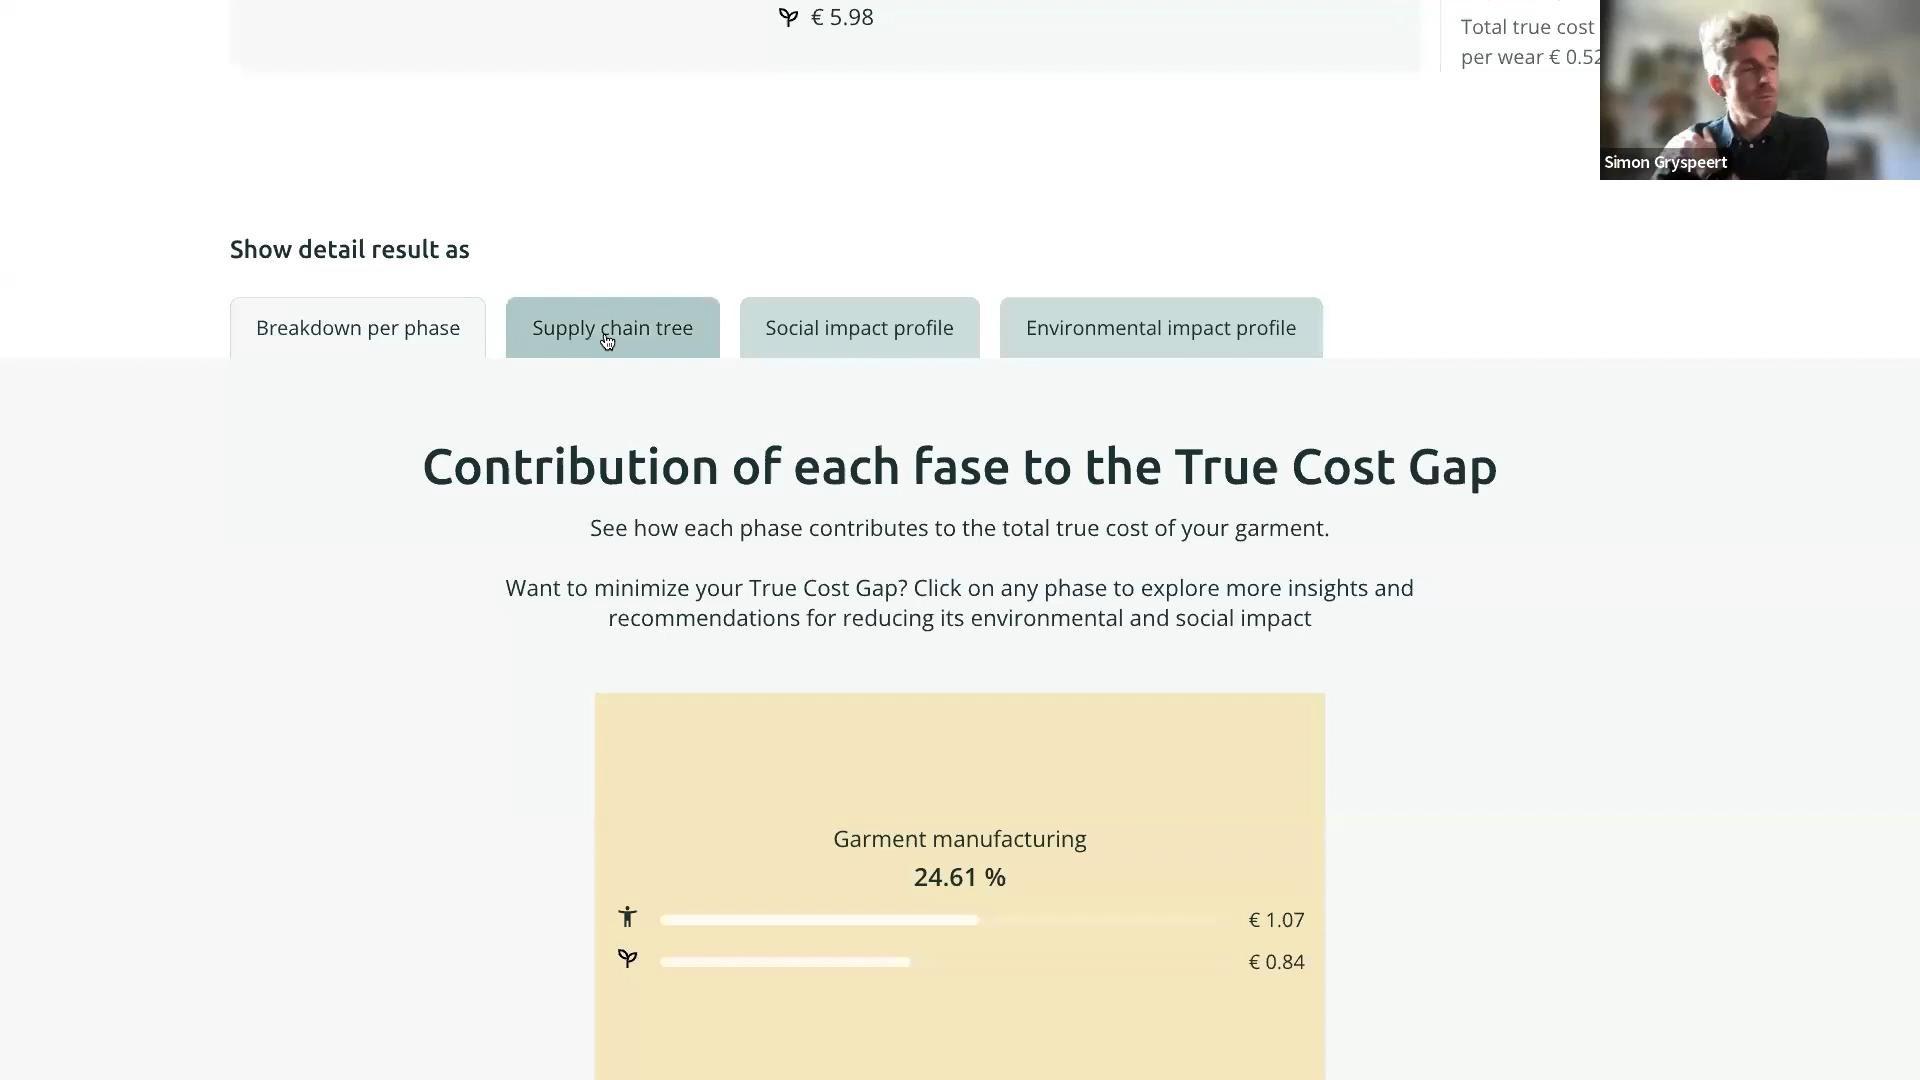 € 5.98
Total true cost
per wear € 0.52
Simon Gryspeert
Show detail result as
Breakdown per phase
Supply chain tree
Social impact profile
Environmental impact profile
Contribution of each fase to the True Cost Gap
See how each phase contributes to the total true cost of your garment.
Want to minimize your True Cost Gap? Click on any phase to explore more insights and
recommendations for reducing its environmental and social impact
Garment manufacturing
24.61 %
€ 1.07
€ 0.84